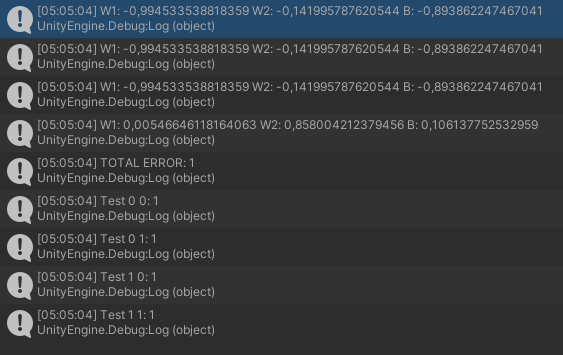 [05:05:04] W1: -0,994533538818359 W2: -0,141995787620544 B: -0,893862247467041
UnityEngine.Debug:Log (object)
[05:05:04] W1: -0,994533538818359 W2: -0,141995787620544 B: -0,893862247467041
UnityEngine.Debug:Log (object)
[05:05:04] W1: -0,994533538818359 W2: -0,141995787620544 B: -0,893862247467041
UnityEngine.Debug:Log (object)
[05:05:04] W1: 0,00546646118164063 W2: 0,858004212379456 B: 0,106137752532959
UnityEngine.Debug:Log (object)
[05:05:04] TOTAL ERROR: 1
UnityEngine.Debug:Log (object)
[05:05:04] Test 0 0: 1
UnityEngine.Debug:Log (object)
[05:05:04] Test 0 1: 1
UnityEngine.Debug:Log (object)
[05:05:04] Test 1 0: 1
UnityEngine.Debug:Log (object)
[05:05:04] Test 1 1: 1
UnityEngine.Debug:Log (object)